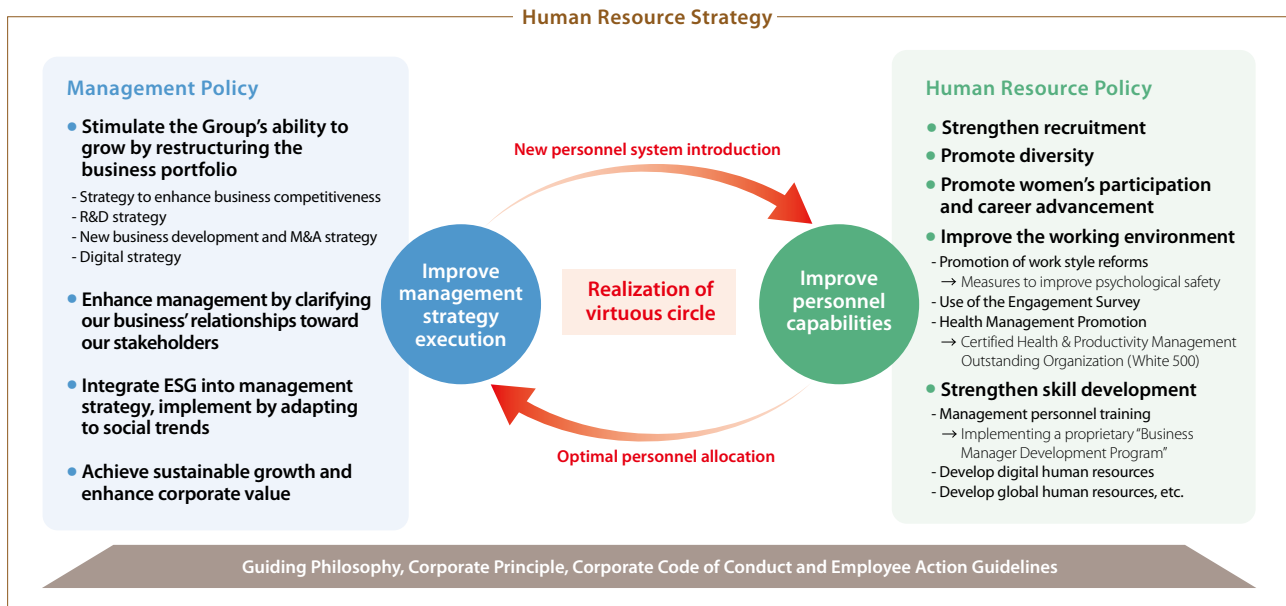 Human Resource Strategy
Management Policy
• Stimulate the Group's ability to
grow by restructuring the
business portfolio
- Strategy to enhance business competitiveness
- R&D strategy
- New business development and M&A strategy
- Digital strategy
• Enhance management by clarifying
our business' relationships toward
our stakeholders
• Integrate ESG into management
strategy, implement by adapting
to social trends
• Achieve sustainable growth and
enhance corporate value
New personnel system introduction
Improve
management
strategy
execution
Realization of
virtuous circle
Improve
personnel
capabilities
Optimal personnel allocation
Human Resource Policy
• Strengthen recruitment
• Promote diversity
• Promote women's participation
and career advancement
• Improve the working environment
- Promotion of work style reforms
→ Measures to improve psychological safety
- Use of the Engagement Survey
- Health Management Promotion
→ Certified Health & Productivity Management
Outstanding Organization (White 500)
• Strengthen skill development
- Management personnel training
→ Implementing a proprietary "Business
Manager Development Program"
- Develop digital human resources
- Develop global human resources, etc.
Guiding Philosophy, Corporate Principle, Corporate Code of Conduct and Employee Action Guidelines